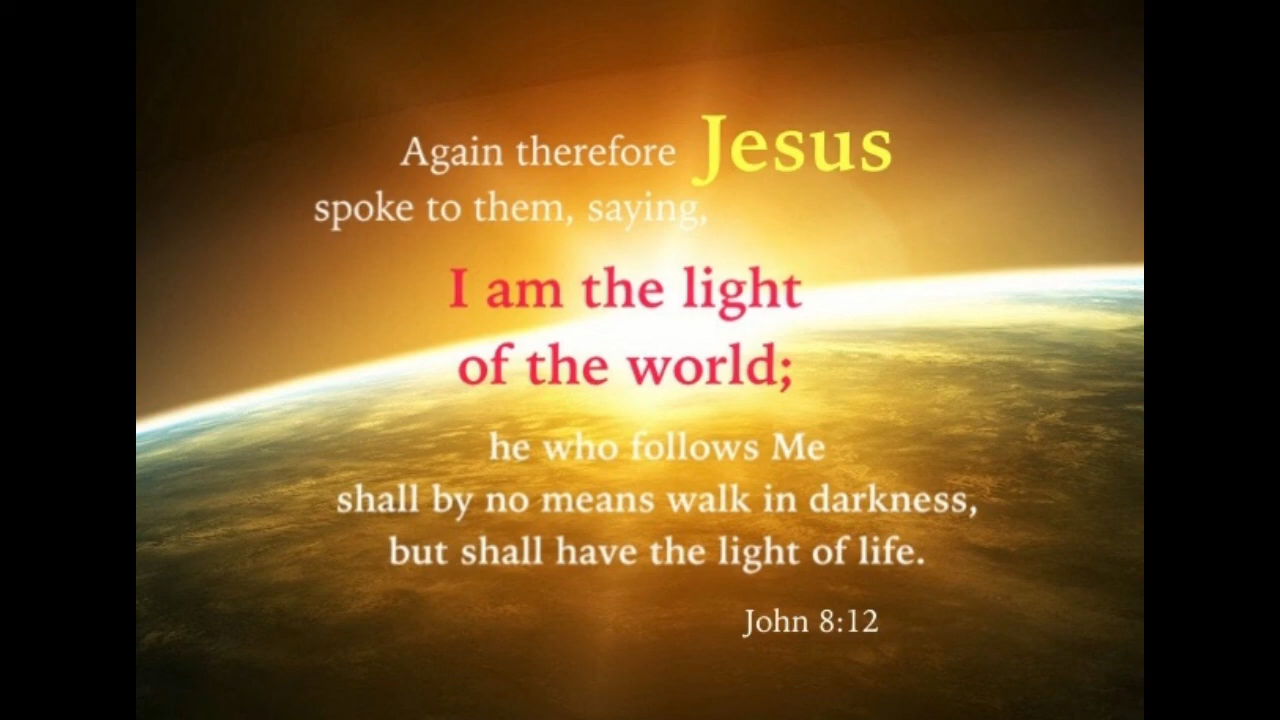 Again therefore Jesus
spoke to them, saying,
I am the light
of the world;
he who follows Me
shall by no means walk in darkness,
but shall have the light of life.
John 8:12